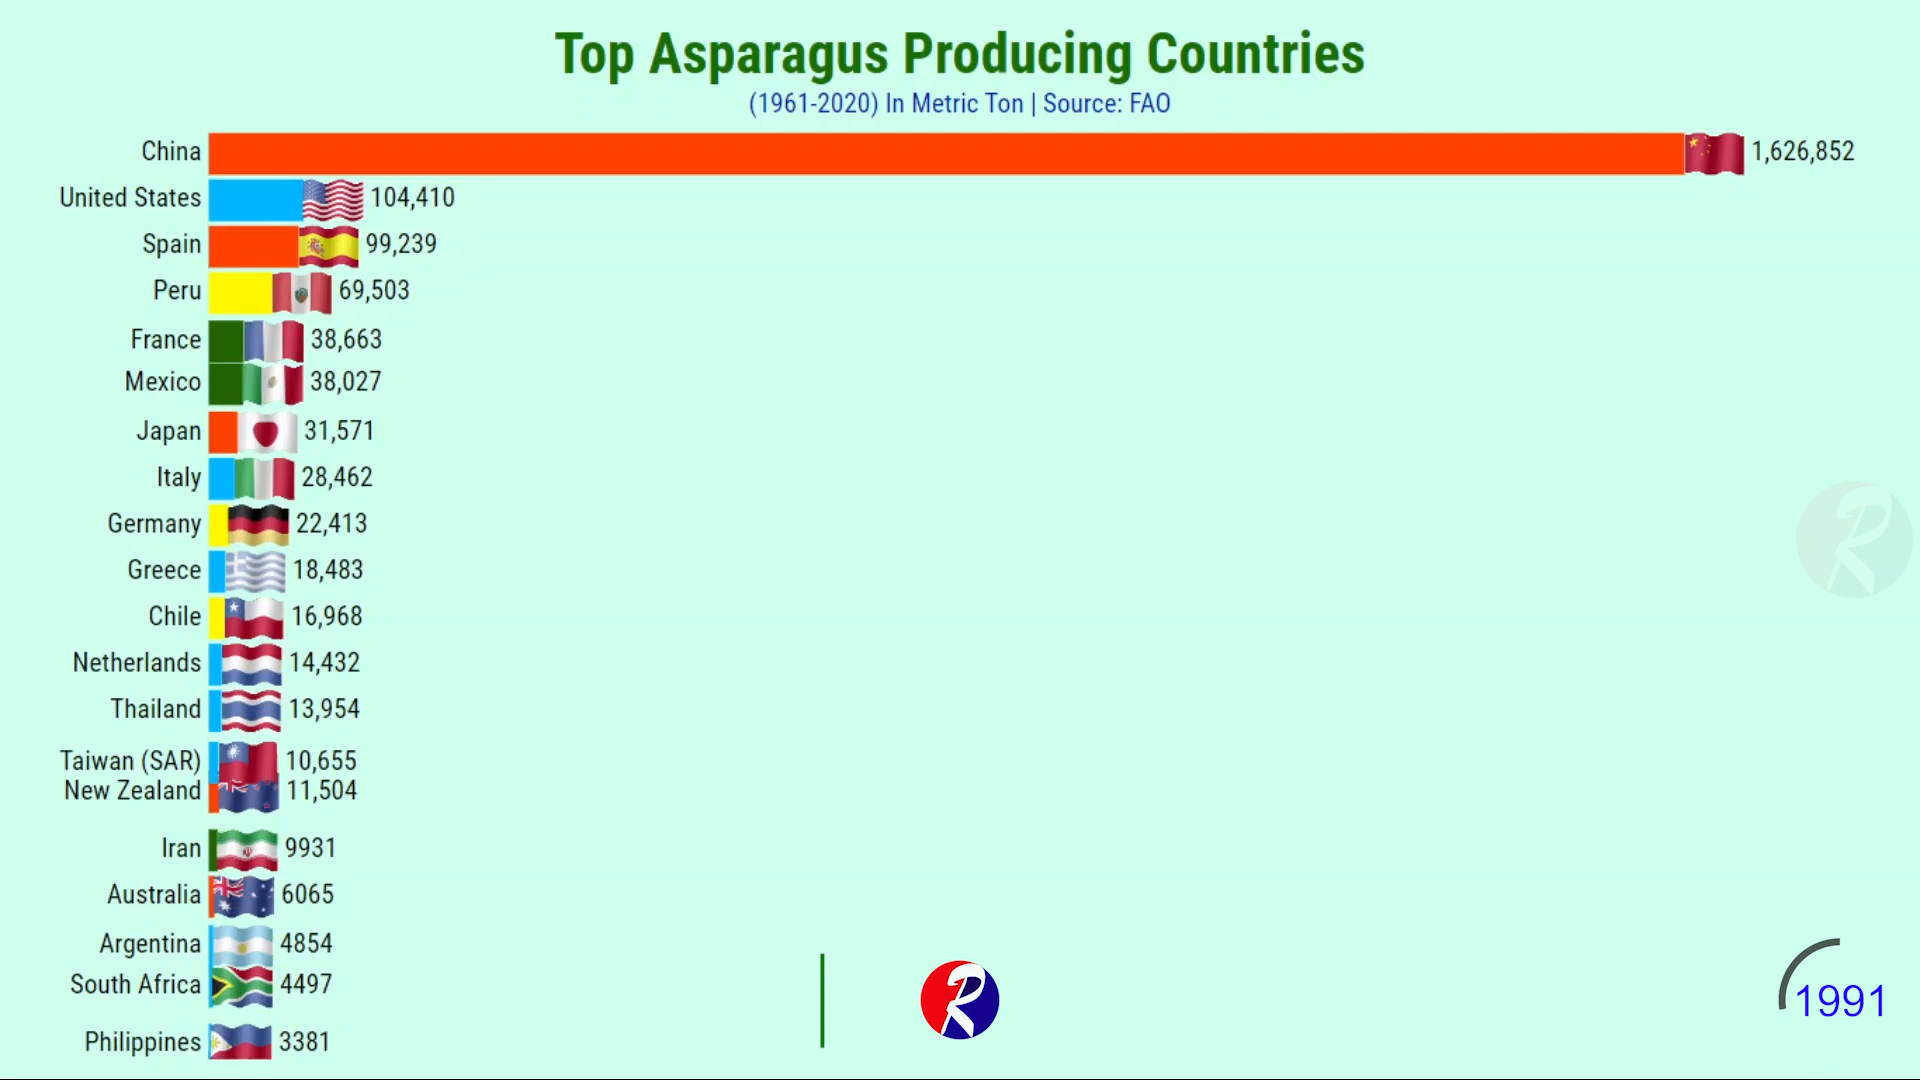 Top Asparagus Producing Countries
(1961-2020) In Metric Ton | Source: FAO
China 1,626,852
United States 104,410
Spain 99,239
Peru 69,503
France 38,663
Mexico 38,027
Japan 31,571
Italy 28,462
Germany 22,413
Greece 18,483
Chile 16,968
Netherlands 14,432
Thailand 13,954
Taiwan (SAR) 10,655
New Zealand 11,504
Iran 9931
Australia 6065
Argentina 4854
South Africa 4497
Philippines 3381
R
R
1991